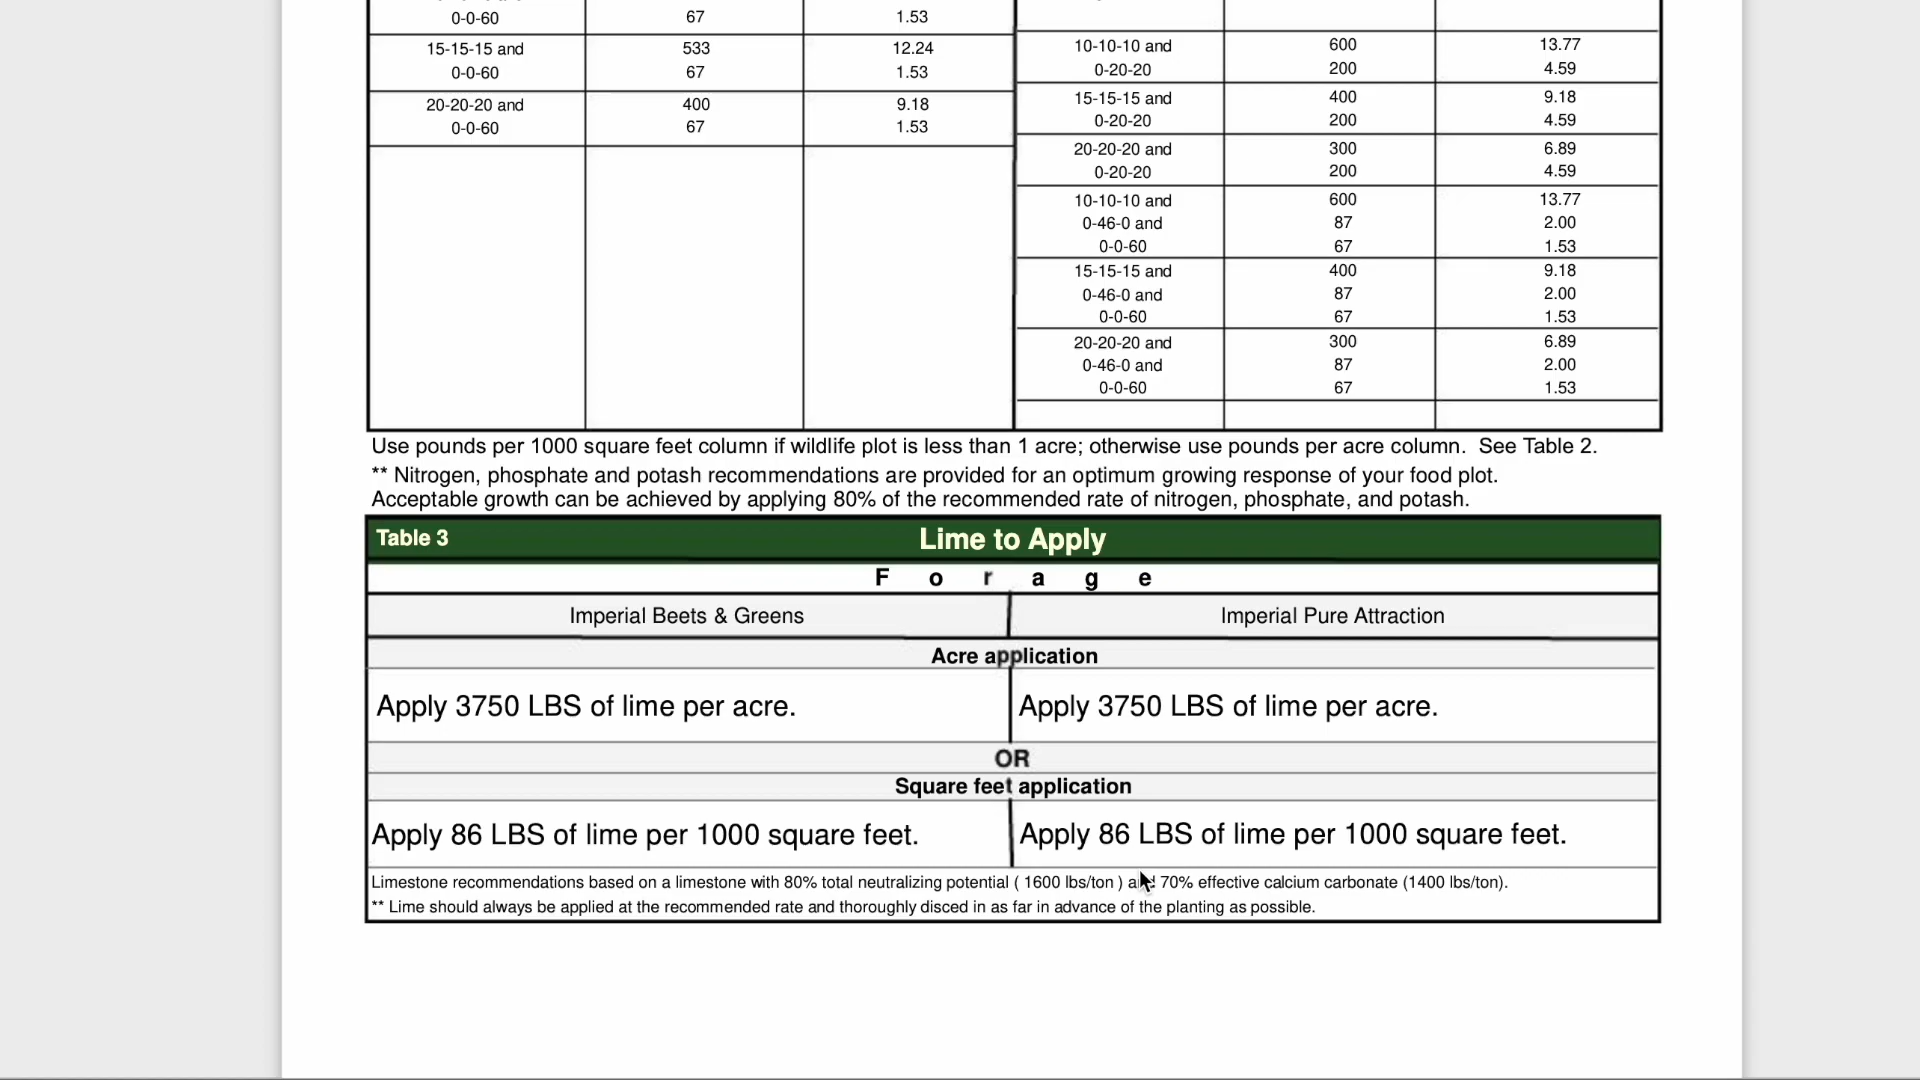 0-0-60 67 1.53
15-15-15 and 533 12.24
0-0-60 67 1.53
20-20-20 and 400 9.18
0-0-60 67 1.53
10-10-10 and 600 13.77
0-20-20 200 4.59
15-15-15 and 400 9.18
0-20-20 200 4.59
20-20-20 and 300 6.89
0-20-20 200 4.59
10-10-10 and 600 13.77
0-46-0 and 87 2.00
0-0-60 67 1.53
15-15-15 and 400 9.18
0-46-0 and 87 2.00
0-0-60 67 1.53
20-20-20 and 300 6.89
0-46-0 and 87 2.00
0-0-60 67 1.53
Use pounds per 1000 square feet column if wildlife plot is less than 1 acre; otherwise use pounds per acre column. See Table 2.
** Nitrogen, phosphate and potash recommendations are provided for an optimum growing response of your food plot.
Acceptable growth can be achieved by applying 80% of the recommended rate of nitrogen, phosphate, and potash.
Table 3 Lime to Apply
F o r a g e
Imperial Beets & Greens Imperial Pure Attraction
Acre application
Apply 3750 LBS of lime per acre. Apply 3750 LBS of lime per acre.
OR
Square feet application
Apply 86 LBS of lime per 1000 square feet. Apply 86 LBS of lime per 1000 square feet.
Limestone recommendations based on a limestone with 80% total neutralizing potential ( 1600 lbs/ton ) and 70% effective calcium carbonate (1400 lbs/ton).
** Lime should always be applied at the recommended rate and thoroughly disced in as far in advance of the planting as possible.